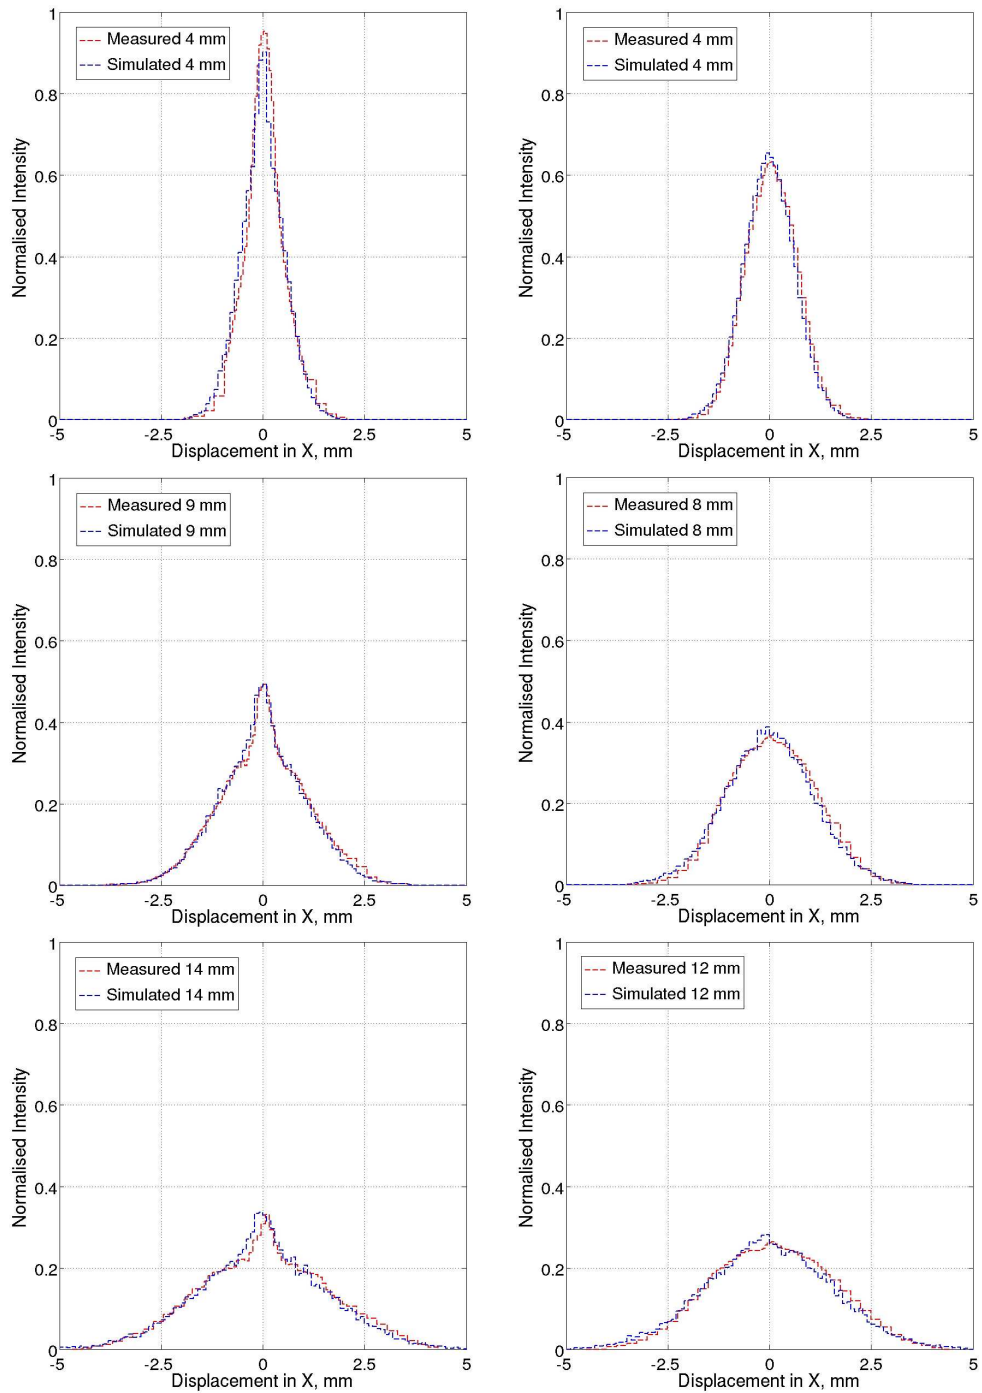 Normalised Intensity
1
0.8
0.6
0.4
0.2
0
Measured 4 mm
Simulated 4 mm
-5
-2.5
0
2.5
5
Displacement in X, mm
Normalised Intensity
1
0.8
0.6
0.4
0.2
0
Measured 4 mm
Simulated 4 mm
-5
-2.5
0
2.5
5
Displacement in X, mm
Normalised Intensity
1
0.8
0.6
0.4
0.2
0
Measured 9 mm
Simulated 9 mm
-5
-2.5
0
2.5
5
Displacement in X, mm
Normalised Intensity
1
0.8
0.6
0.4
0.2
0
Measured 8 mm
Simulated 8 mm
-5
-2.5
0
2.5
5
Displacement in X, mm
Normalised Intensity
1
0.8
0.6
0.4
0.2
0
Measured 14 mm
Simulated 14 mm
-5
-2.5
0
2.5
5
Displacement in X, mm
Normalised Intensity
1
0.8
0.6
0.4
0.2
0
Measured 12 mm
Simulated 12 mm
-5
-2.5
0
2.5
5
Displacement in X, mm